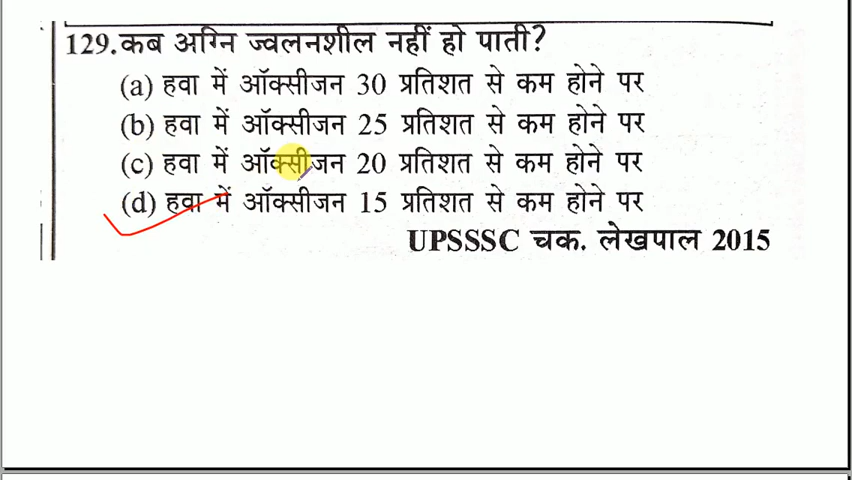 129.कब अग्नि ज्वलनशील नहीं हो पाती?
(a) हवा में ऑक्सीजन 30 प्रतिशत से कम होने पर
(b) हवा में ऑक्सीजन 25 प्रतिशत से कम होने पर
(c) हवा में ऑक्सीजन 20 प्रतिशत से कम होने पर
(d) हवा में ऑक्सीजन 15 प्रतिशत से कम होने पर
UPSSSC चक. लेखपाल 2015